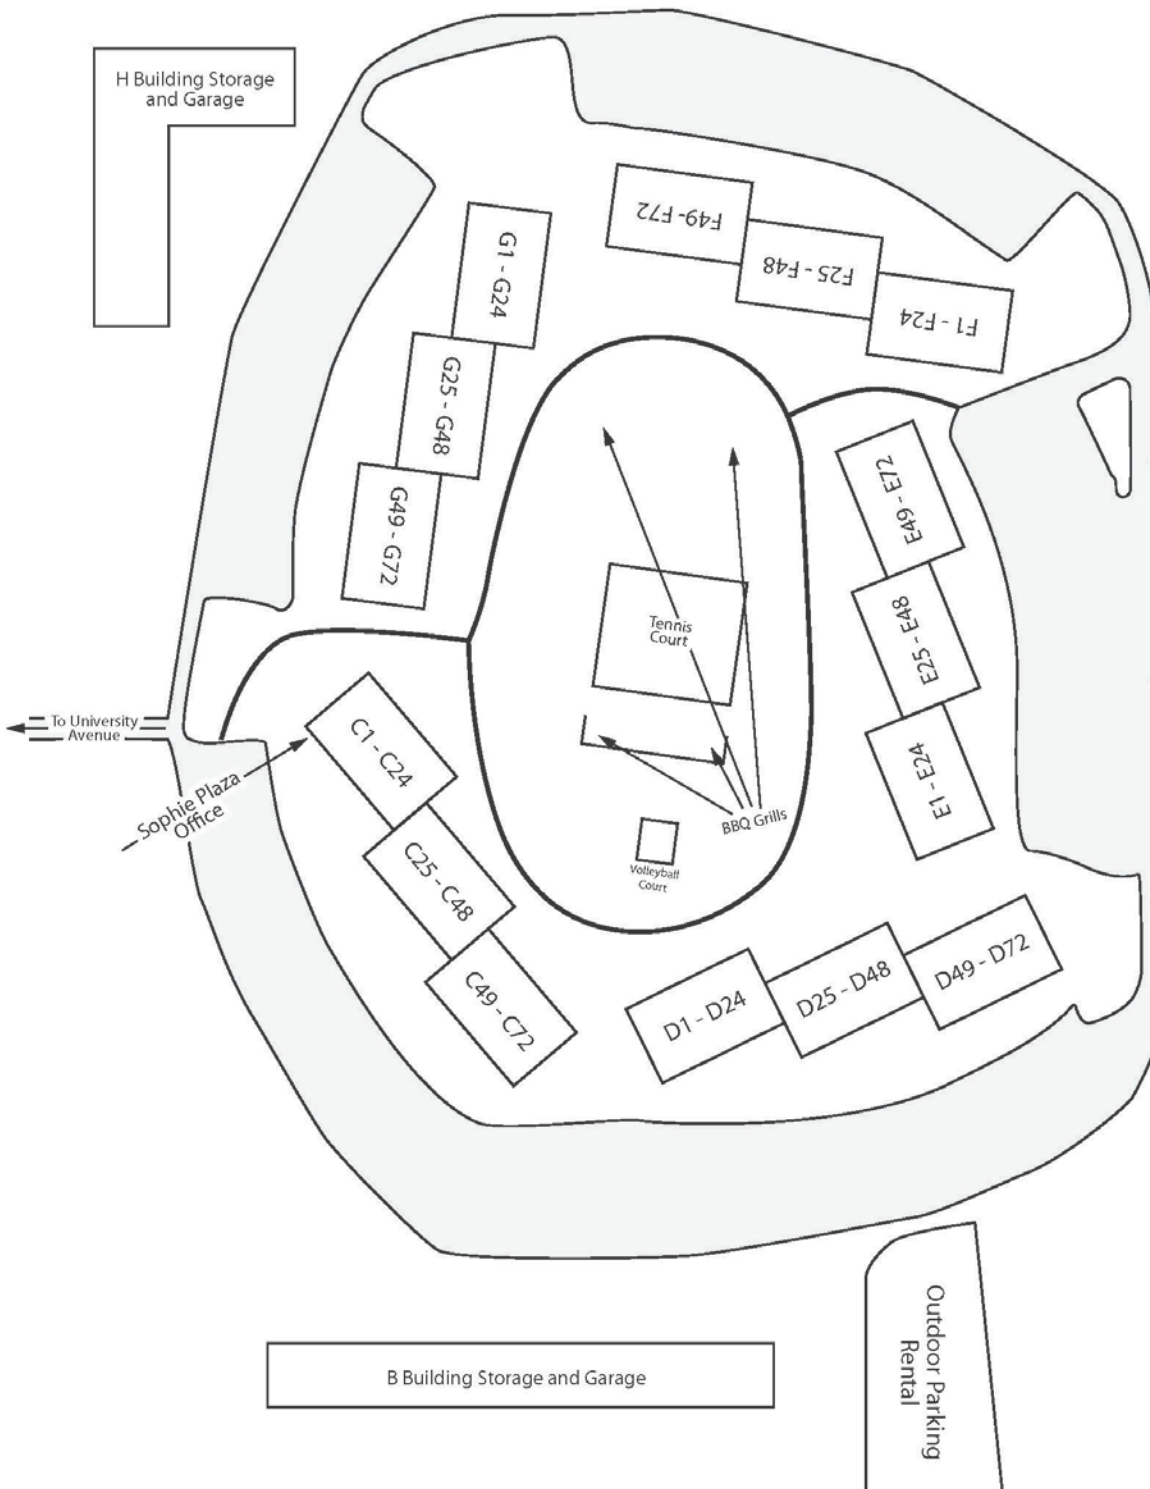 H Building Storage
and Garage
F49- F72
G1 - G24
F25 - F48
F1 - F24
G25 - G48
E49 - E72
G49 - G72
E25 - E48
Tennis
Court
To University
Avenue
C1 - C24
E1 - E24
Sophie Plaza
Office
BBQ Grills
C25 - C48
Volleyball
Court
D49 - D72
D25 - D48
C49 - C72
D1 - D24
Outdoor Parking
Rental
B Building Storage and Garage